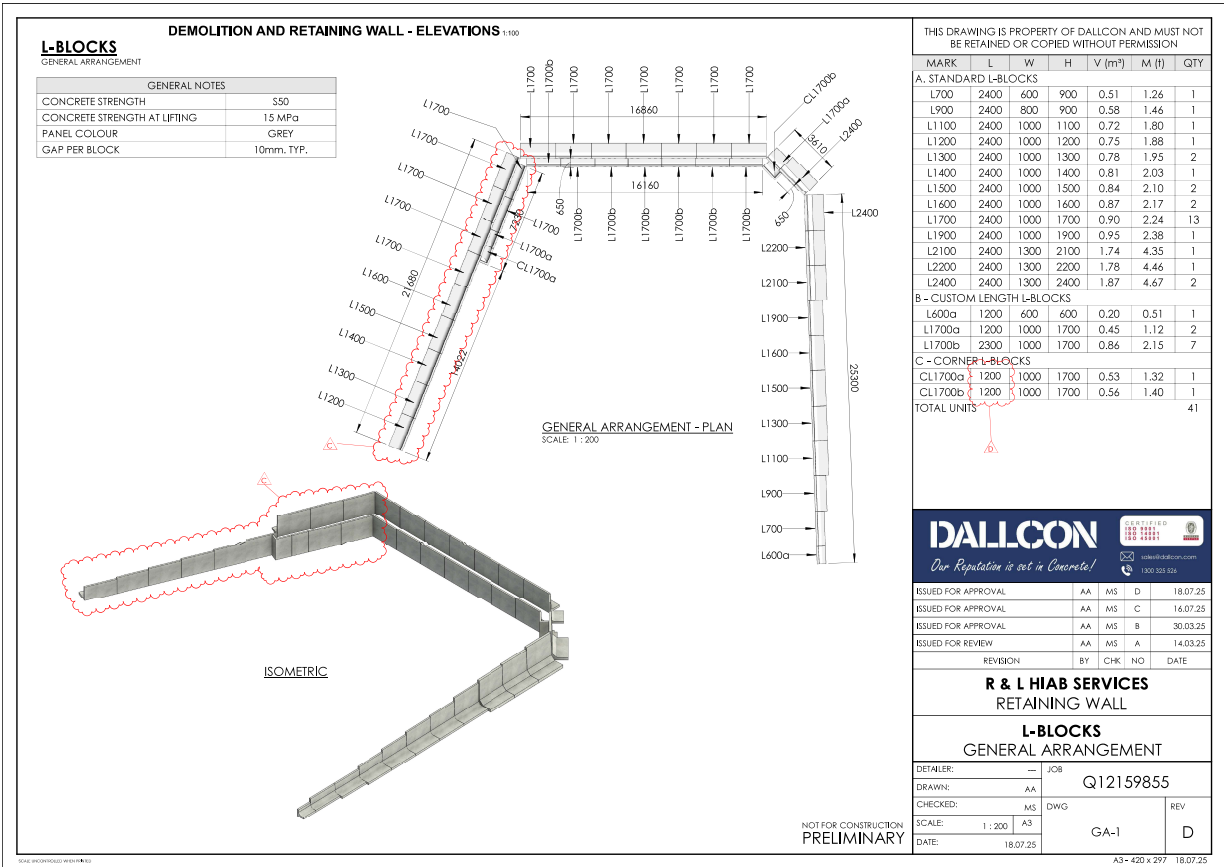 DEMOLITION AND RETAINING WALL - ELEVATIONS 1:100
L-BLOCKS
GENERAL ARRANGEMENT
GENERAL NOTES
CONCRETE STRENGTH S50
CONCRETE STRENGTH AT LIFTING 15 MPa
PANEL COLOUR GREY
GAP PER BLOCK 10mm. TYP.
L1700
L1700b
L1700
L1700
L1700
L1700
L1700
L1700
16860
CL1700b
L1700a
3610
L2400
L1700
L1700
L1700
L1700
L1700
L1600
L1500
L1400
L1300
L1200
21680
7230
L1700
L1700a
CL1700a
14022
C
650
16160
L1700b
L1700b
L1700b
L1700b
L1700b
L1700b
650
L2400
L2200
L2100
L1900
L1600
L1500
L1300
L1100
L900
L700
L600a
25300
GENERAL ARRANGEMENT - PLAN
SCALE: 1 : 200
C
ISOMETRIC
NOT FOR CONSTRUCTION
PRELIMINARY
THIS DRAWING IS PROPERTY OF DALLCON AND MUST NOT
BE RETAINED OR COPIED WITHOUT PERMISSION
MARK L W H V (m³) M (t) QTY
A. STANDARD L-BLOCKS
L700 2400 600 900 0.51 1.26 1
L900 2400 800 900 0.58 1.46 1
L1100 2400 1000 1100 0.72 1.80 1
L1200 2400 1000 1200 0.75 1.88 1
L1300 2400 1000 1300 0.78 1.95 2
L1400 2400 1000 1400 0.81 2.03 1
L1500 2400 1000 1500 0.84 2.10 2
L1600 2400 1000 1600 0.87 2.17 2
L1700 2400 1000 1700 0.90 2.24 13
L1900 2400 1000 1900 0.95 2.38 1
L2100 2400 1300 2100 1.74 4.35 1
L2200 2400 1300 2200 1.78 4.46 1
L2400 2400 1300 2400 1.87 4.67 2
B - CUSTOM LENGTH L-BLOCKS
L600a 1200 600 600 0.20 0.51 1
L1700a 1200 1000 1700 0.45 1.12 2
L1700b 2300 1000 1700 0.86 2.15 7
C - CORNER L-BLOCKS
CL1700a 1200 1000 1700 0.53 1.32 1
CL1700b 1200 1000 1700 0.56 1.40 1
TOTAL UNITS 41
D
DALLCON
Our Reputation is set in Concrete!
CERTIFIED
ISO 9001
ISO 14001
ISO 45001
sales@dallcon.com
1300 325 526
ISSUED FOR APPROVAL AA MS D 18.07.25
ISSUED FOR APPROVAL AA MS C 16.07.25
ISSUED FOR APPROVAL AA MS B 30.03.25
ISSUED FOR REVIEW AA MS A 14.03.25
REVISION BY CHK NO DATE
R & L HIAB SERVICES
RETAINING WALL
L-BLOCKS
GENERAL ARRANGEMENT
DETAILER: —
DRAWN: AA
CHECKED: MS
SCALE: 1 : 200 A3
DATE: 18.07.25
JOB
Q12159855
DWG
GA-1
REV
D
SCALE UNCONTROLLED WHEN PRINTED
A3 - 420 x 297 18.07.25